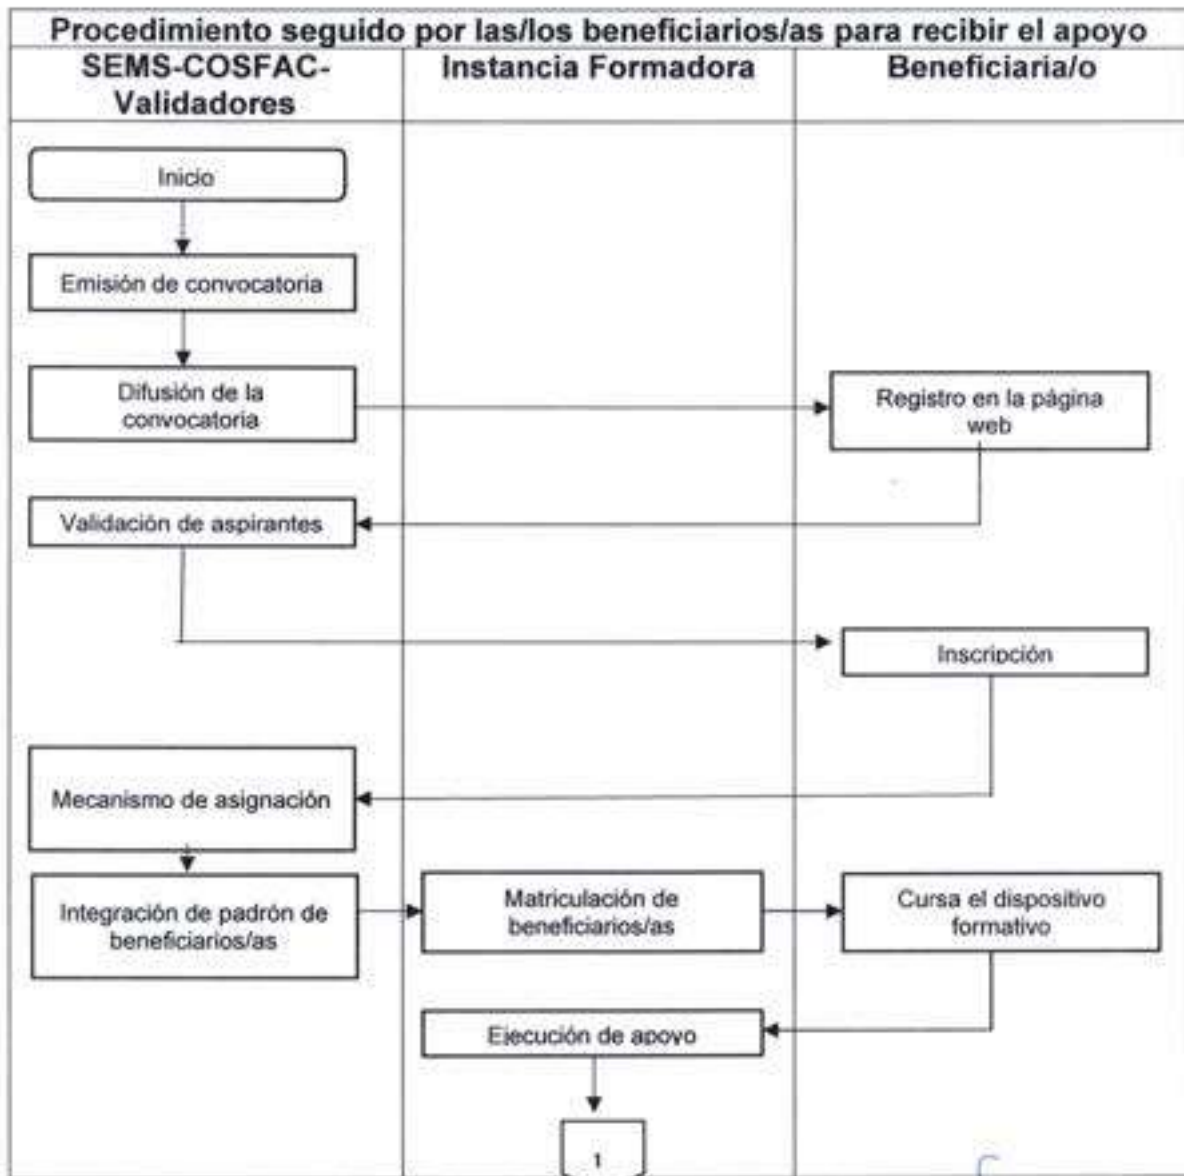 Procedimiento seguido por las/los beneficiarios/as para recibir el apoyo
SEMS-COSFAC-
Validadores
Instancia Formadora
Beneficiaria/o
Inicio
Emisión de convocatoria
Difusión de la
convocatoria
Registro en la página
web
Validación de aspirantes
Inscripción
Mecanismo de asignación
Integración de padrón de
beneficiarios/as
Matriculación de
beneficiarios/as
Cursa el dispositivo
formativo
Ejecución de apoyo
1